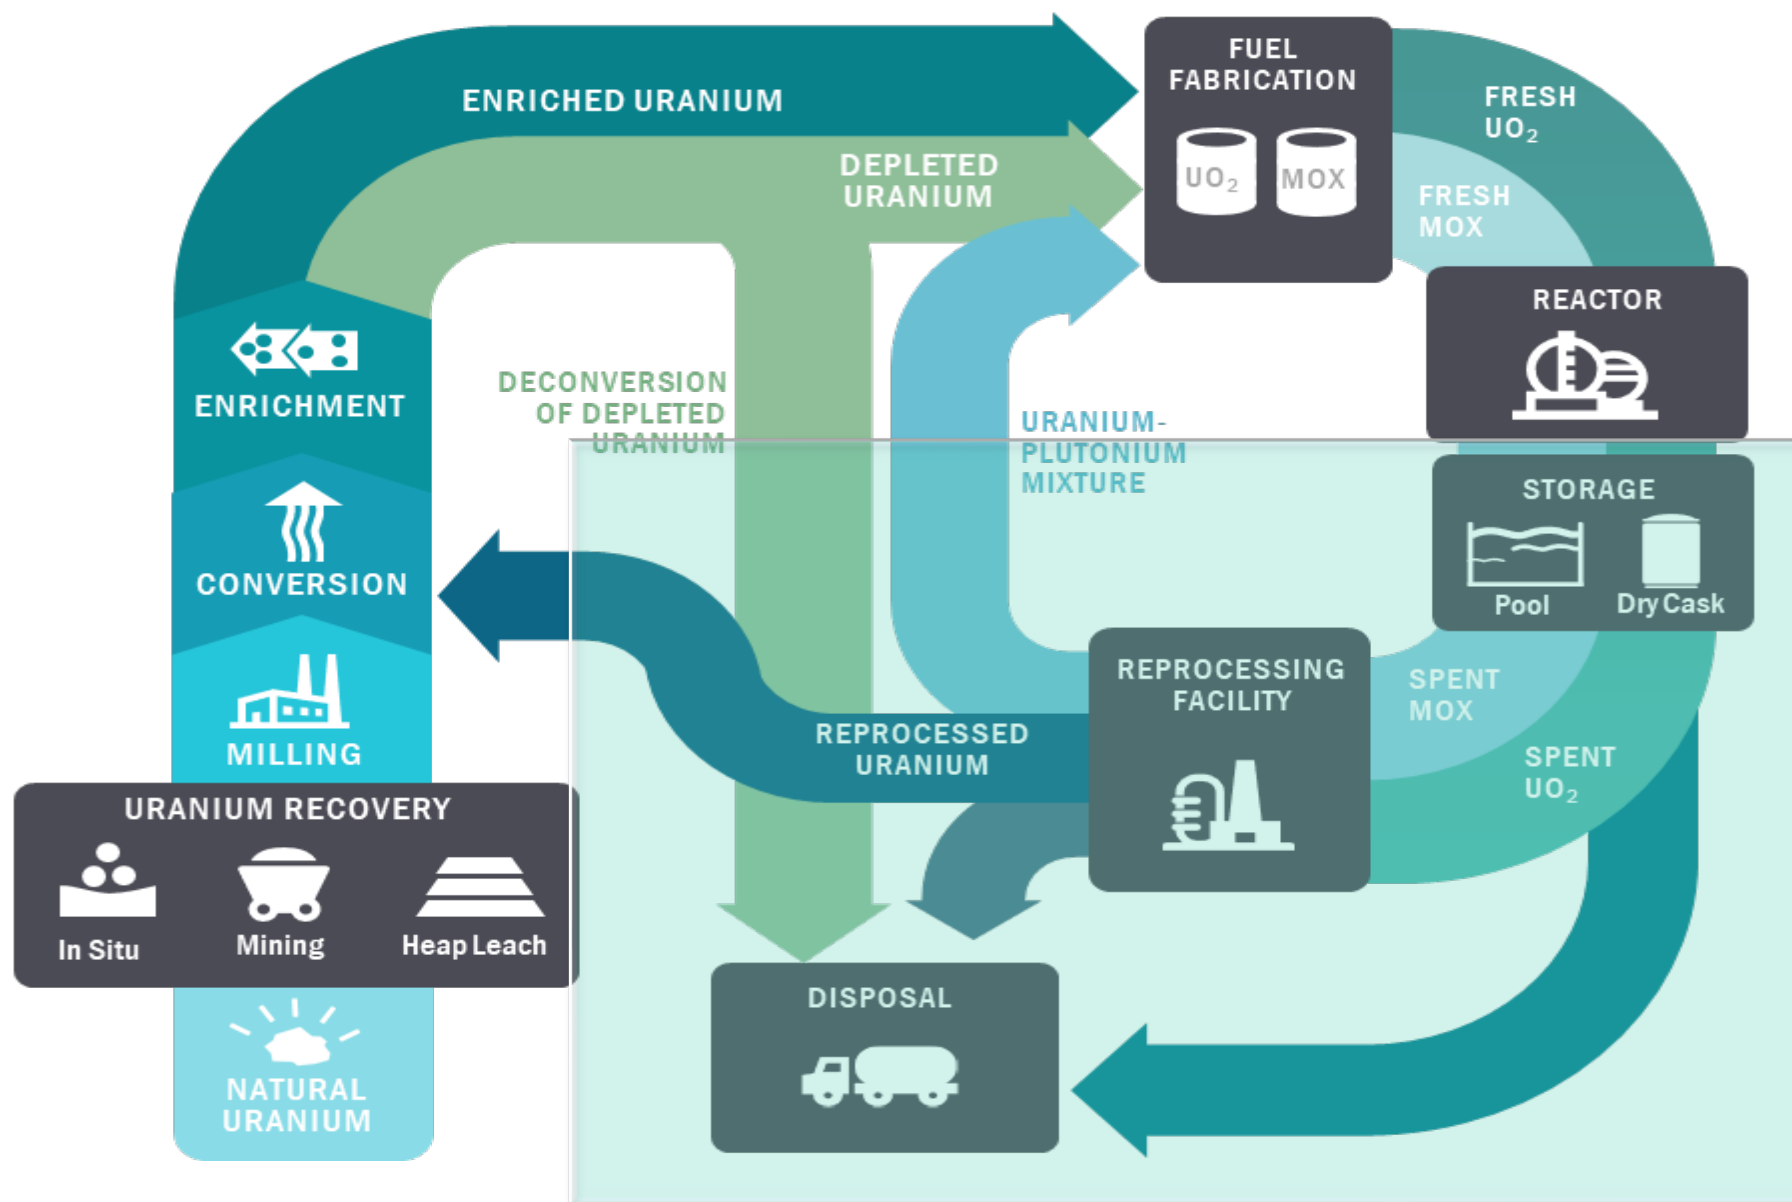 ENRICHED URANIUM
DEPLETED
URANIUM
FUEL
FABRICATION
UO₂
MOX
FRESH
UO₂
FRESH
MOX
REACTOR
ENRICHMENT
DECONVERSION
OF DEPLETED
URANIUM
URANIUM-
PLUTONIUM
MIXTURE
STORAGE
Pool
Dry Cask
CONVERSION
REPROCESSING
FACILITY
SPENT
MOX
SPENT
UO₂
REPROCESSED
URANIUM
MILLING
URANIUM RECOVERY
In Situ
Mining
Heap Leach
DISPOSAL
NATURAL
URANIUM